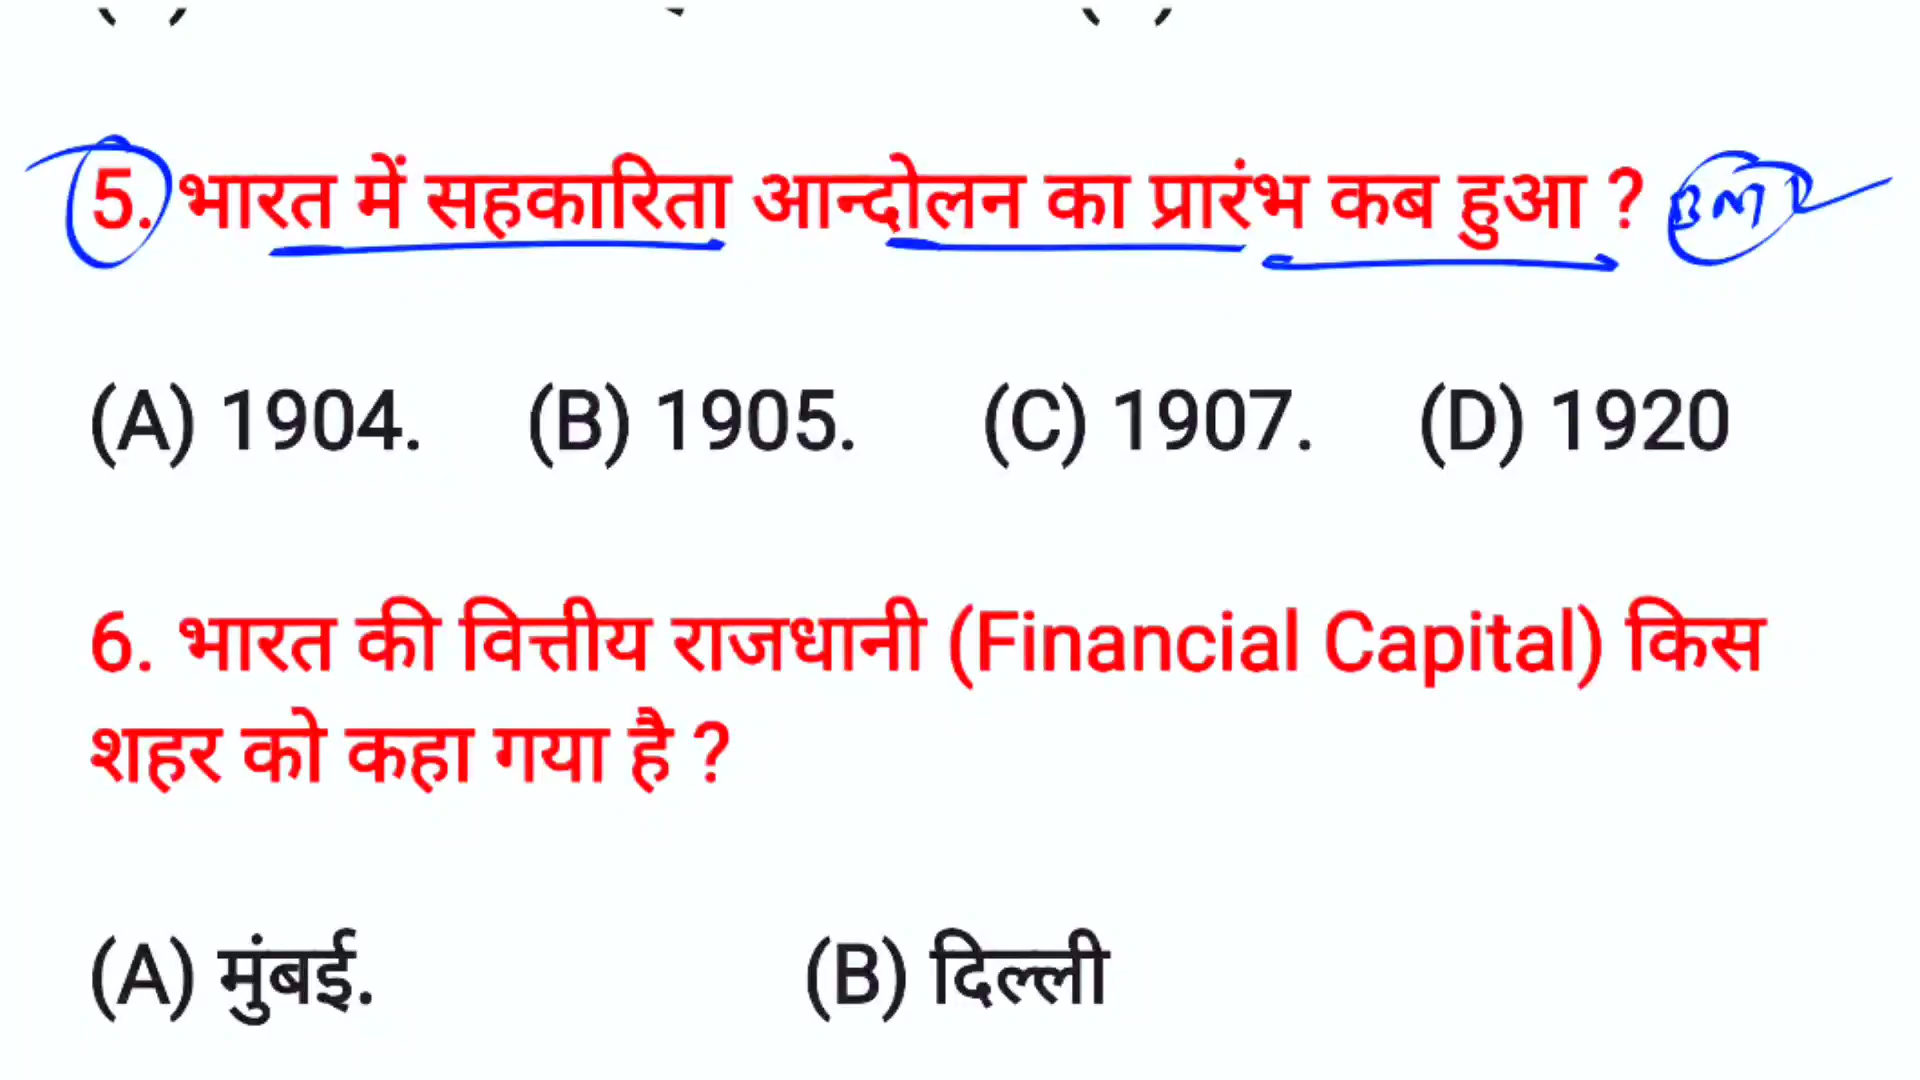 5. भारत में सहकारिता आन्दोलन का प्रारंभ कब हुआ ?
(A) 1904. (B) 1905. (C) 1907. (D) 1920
6. भारत की वित्तीय राजधानी (Financial Capital) किस
शहर को कहा गया है ?
(A) मुंबई. (B) दिल्ली